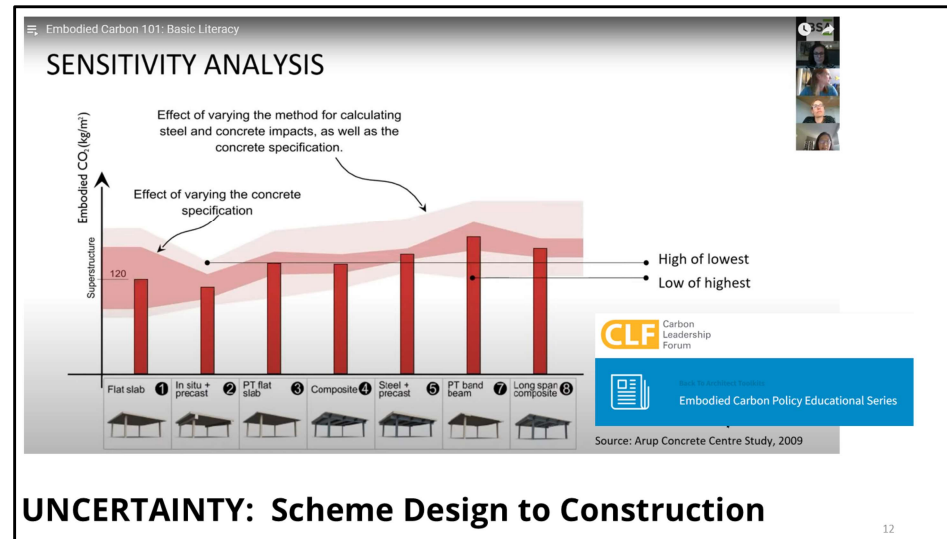 Embodied Carbon 101: Basic Literacy
BSA
SENSITIVITY ANALYSIS
Effect of varying the method for calculating
steel and concrete impacts, as well as the
concrete specification.
Embodied CO₂(kg/m²)
Effect of varying the concrete
specification
Superstructure
120
High of lowest
Low of highest
CLF
Carbon
Leadership
Forum
Embodied Carbon Policy Educational Series
Flat slab 1
In situ +
precast 2
PT flat
slab 3
Composite 4
Steel +
precast 5
PT band
beam 7
Long span
composite 8
Source: Arup Concrete Centre Study, 2009
UNCERTAINTY: Scheme Design to Construction
12